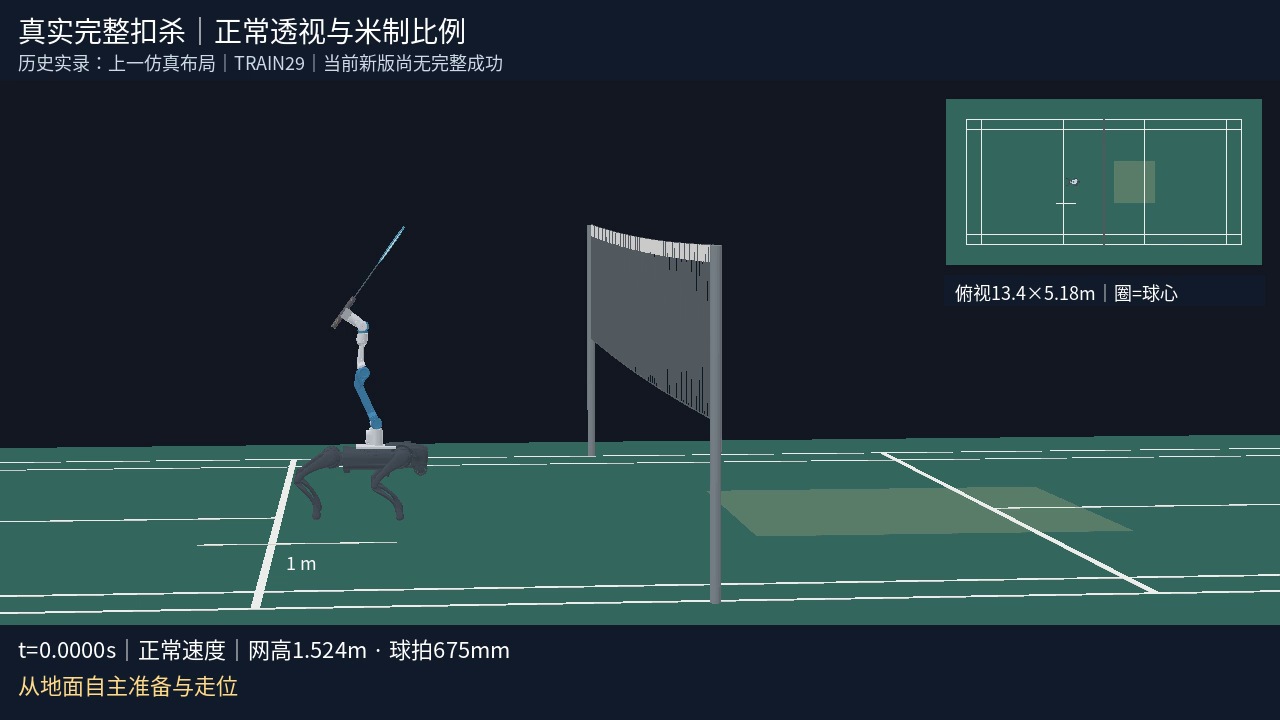 真实完整扣杀｜正常透视与米制比例
历史实录：上一仿真布局｜TRAIN29｜当前新版尚无完整成功
俯视13.4×5.18m｜圈=球心
1 m
t=0.0000s｜正常速度｜网高1.524m · 球拍675mm
从地面自主准备与走位